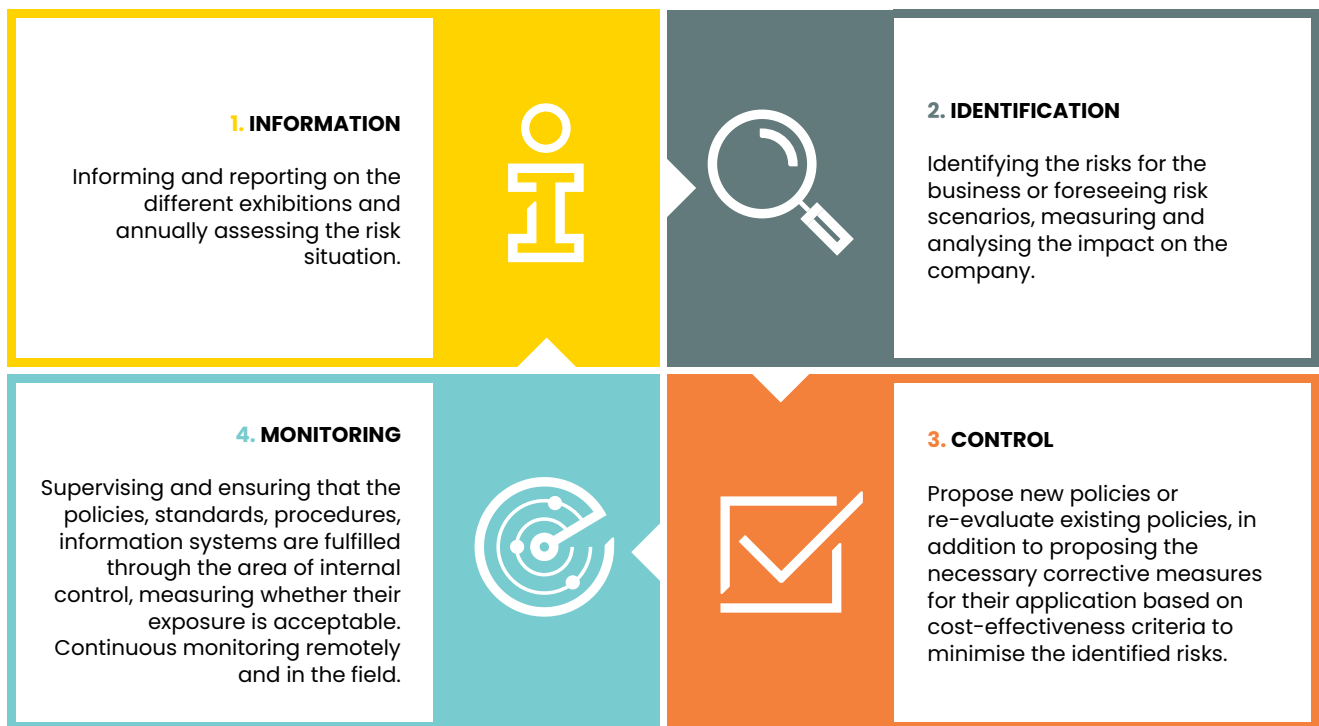 1. INFORMATION
Informing and reporting on the
different exhibitions and
annually assessing the risk
situation.
2. IDENTIFICATION
Identifying the risks for the
business or foreseeing risk
scenarios, measuring and
analysing the impact on the
company.
3. CONTROL
Propose new policies or
re-evaluate existing policies, in
addition to proposing the
necessary corrective measures
for their application based on
cost-effectiveness criteria to
minimise the identified risks.
4. MONITORING
Supervising and ensuring that the
policies, standards, procedures,
information systems are fulfilled
through the area of internal
control, measuring whether their
exposure is acceptable.
Continuous monitoring remotely
and in the field.